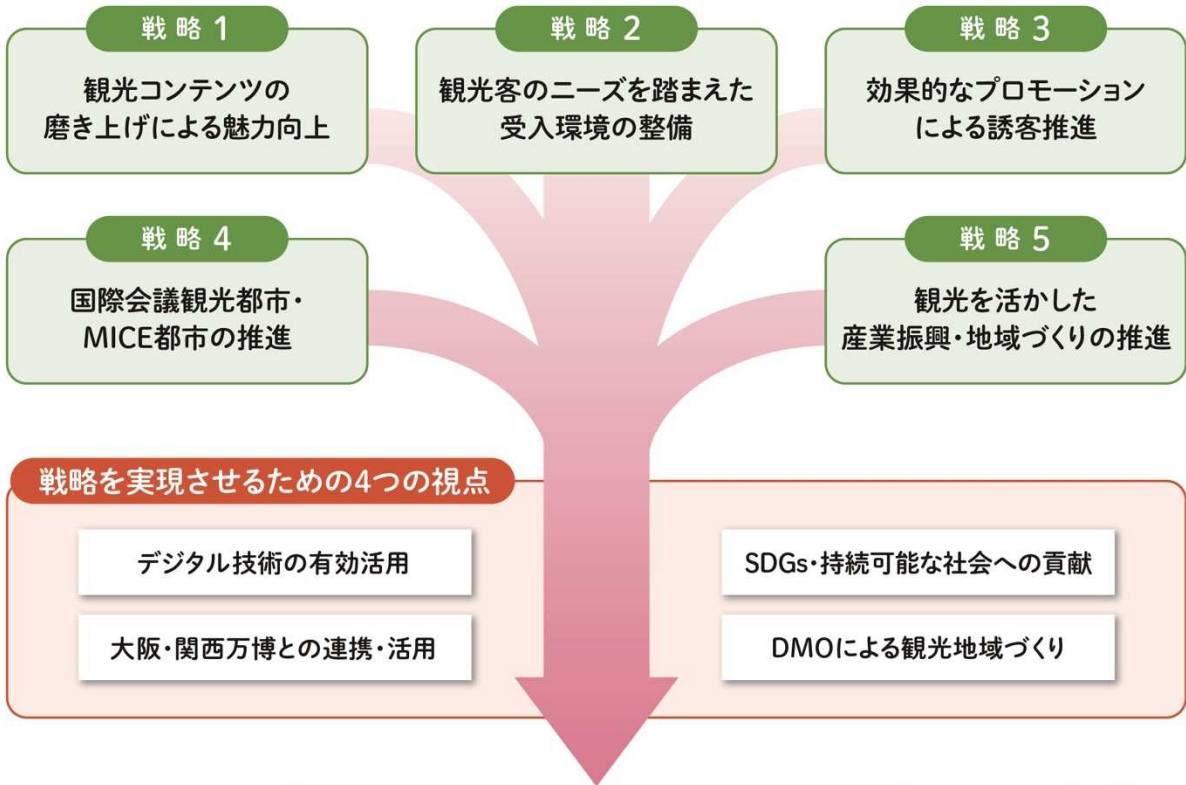 戦略 1
観光コンテンツの
磨き上げによる魅力向上
戦略 2
観光客のニーズを踏まえた
受入環境の整備
戦略 3
効果的なプロモーション
による誘客推進
戦略 4
国際会議観光都市・
MICE都市の推進
戦略 5
観光を活かした
産業振興・地域づくりの推進
戦略を実現させるための4つの視点
デジタル技術の有効活用
SDGs・持続可能な社会への貢献
大阪・関西万博との連携・活用
DMOによる観光地域づくり